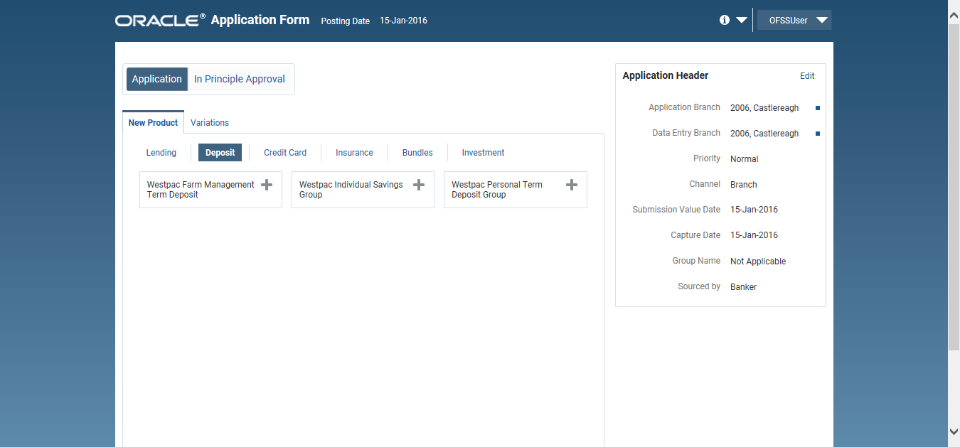 ORACLE® Application Form Posting Date 15-Jan-2016
OFSSUser
Application In Principle Approval
New Product Variations
Lending Deposit Credit Card Insurance Bundles Investment
Westpac Farm Management
Term Deposit
Westpac Individual Savings
Group
Westpac Personal Term
Deposit Group
Application Header Edit
Application Branch 2006, Castlereagh
Data Entry Branch 2006, Castlereagh
Priority Normal
Channel Branch
Submission Value Date 15-Jan-2016
Capture Date 15-Jan-2016
Group Name Not Applicable
Sourced by Banker